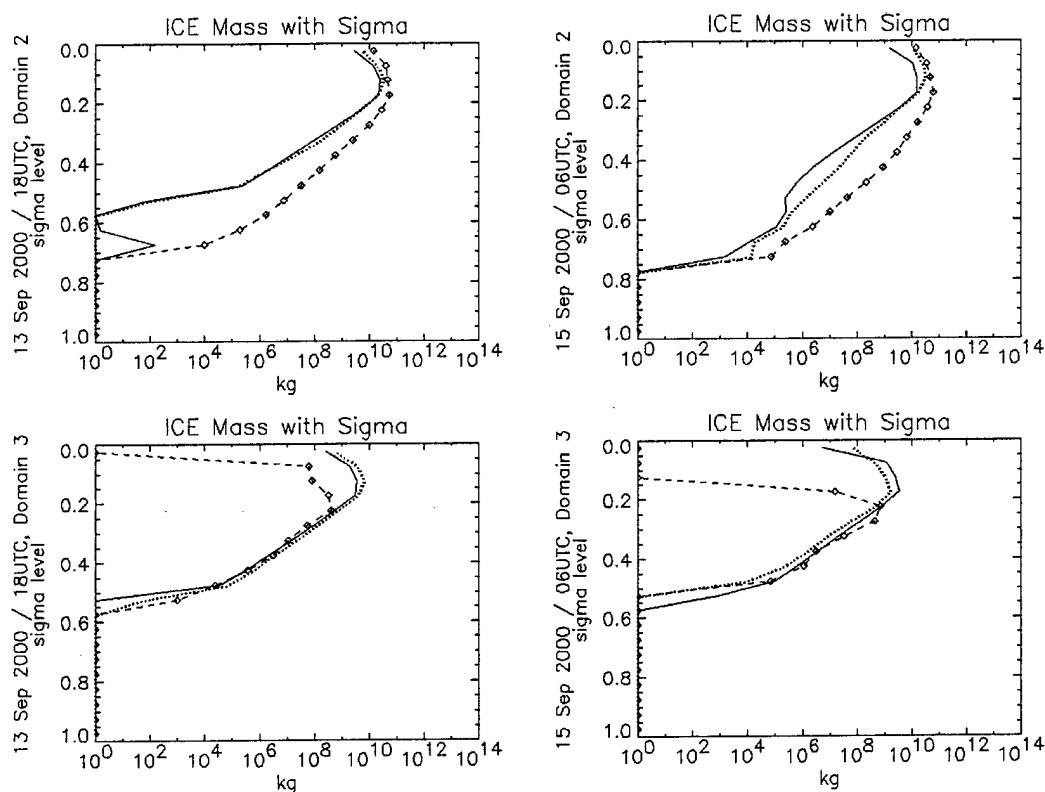 ICE Mass with Sigma
13 Sep 2000 / 18UTC, Domain 2
sigma level
0.0
0.2
0.4
0.6
0.8
1.0
10^0 10^2 10^4 10^6 10^8 10^10 10^12 10^14
kg
ICE Mass with Sigma
15 Sep 2000 / 06UTC, Domain 2
sigma level
0.0
0.2
0.4
0.6
0.8
1.0
10^0 10^2 10^4 10^6 10^8 10^10 10^12 10^14
kg
ICE Mass with Sigma
13 Sep 2000 / 18UTC, Domain 3
sigma level
0.0
0.2
0.4
0.6
0.8
1.0
10^0 10^2 10^4 10^6 10^8 10^10 10^12 10^14
kg
ICE Mass with Sigma
15 Sep 2000 / 06UTC, Domain 3
sigma level
0.0
0.2
0.4
0.6
0.8
1.0
10^0 10^2 10^4 10^6 10^8 10^10 10^12 10^14
kg